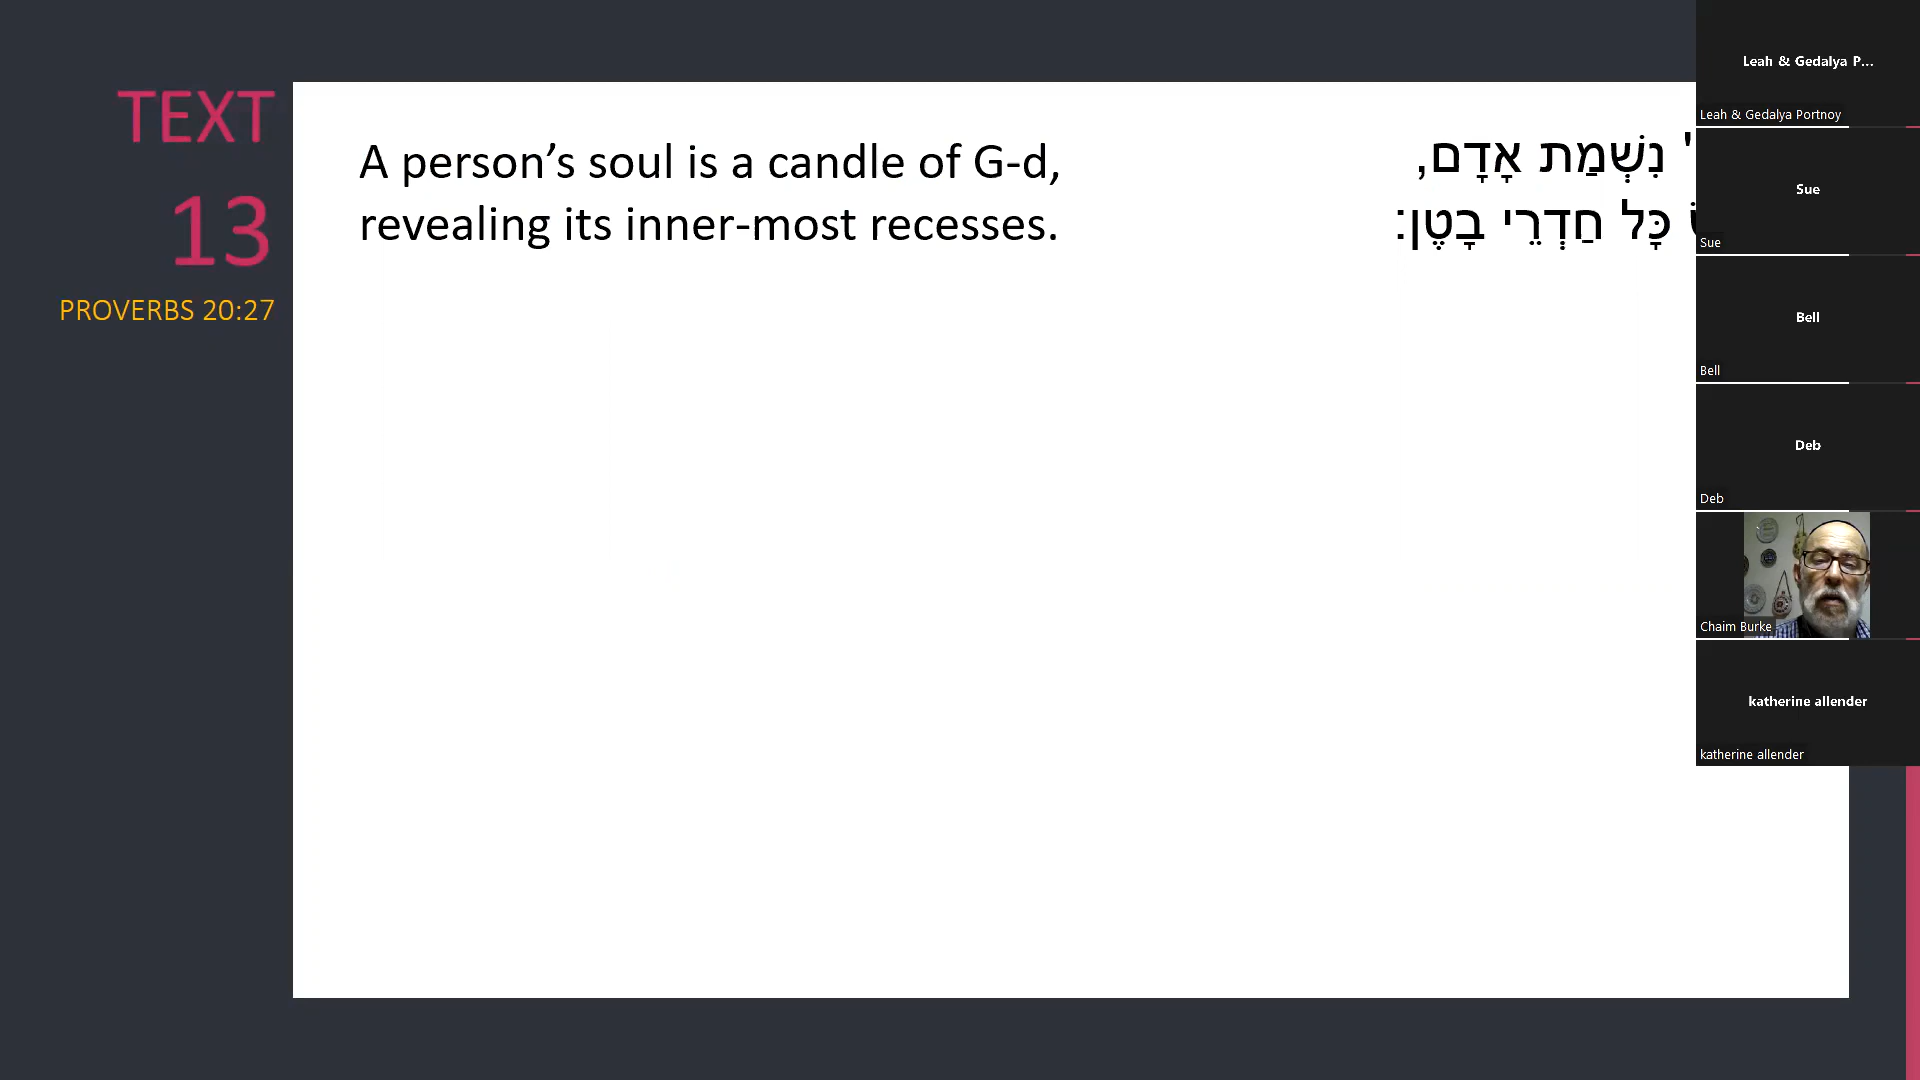 TEXT
13
PROVERBS 20:27
A person’s soul is a candle of G-d,
revealing its inner-most recesses.
' נִשְׁמַת אָדָם,
כָּל חַדְרֵי בָטֶן:
Leah & Gedalya P...
Leah & Gedalya Portnoy
Sue
Sue
Bell
Bell
Deb
Deb
Chaim Burke
katherine allender
katherine allender